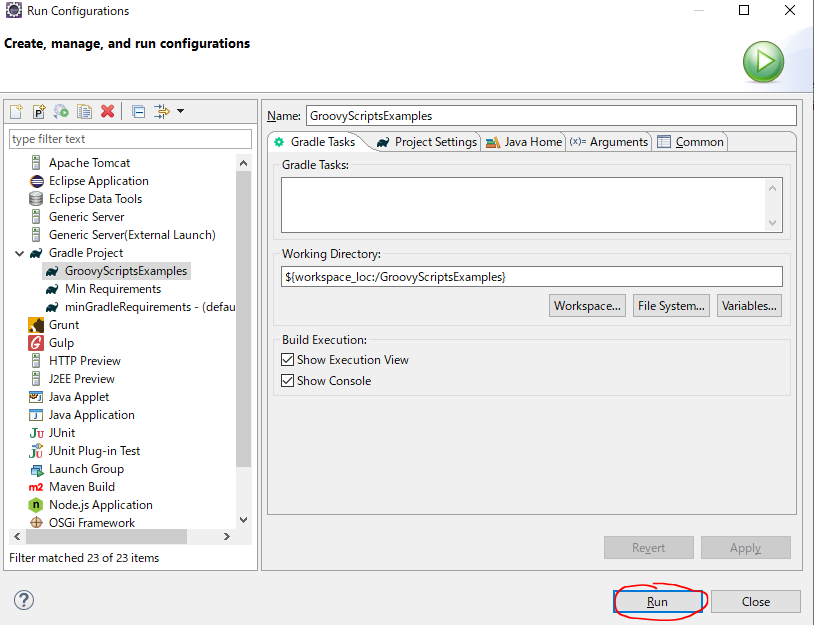 Run Configurations
Create, manage, and run configurations
type filter text
Apache Tomcat
Eclipse Application
Eclipse Data Tools
Generic Server
Generic Server(External Launch)
Gradle Project
GroovyScriptsExamples
Min Requirements
minGradleRequirements - (defau
Grunt
Gulp
HTTP Preview
J2EE Preview
Java Applet
Java Application
JUnit
JUnit Plug-in Test
Launch Group
Maven Build
Node.js Application
OSGi Framework
Filter matched 23 of 23 items
Name: GroovyScriptsExamples
Gradle Tasks Project Settings Java Home (x)= Arguments Common
Gradle Tasks:
Working Directory:
${workspace_loc:/GroovyScriptsExamples}
Workspace... File System... Variables...
Build Execution:
Show Execution View
Show Console
Revert Apply
Run Close